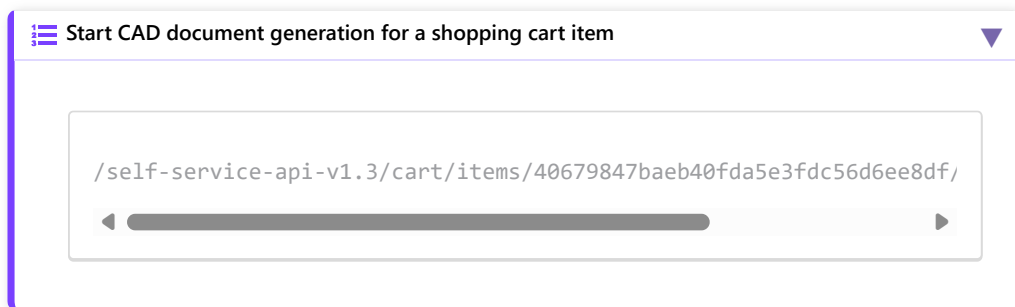 Start CAD document generation for a shopping cart item
/self-service-api-v1.3/cart/items/40679847baeb40fda5e3fdc56d6ee8df/